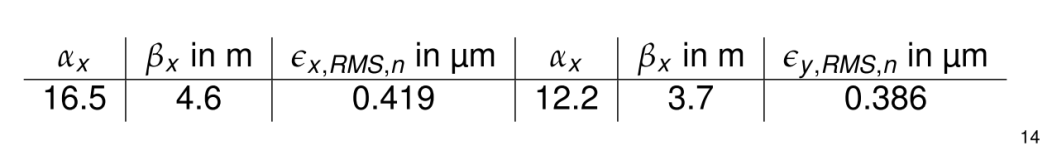 αx βx in m ϵx,RMS,n in µm αx βx in m ϵy,RMS,n in µm
16.5 4.6 0.419 12.2 3.7 0.386
14